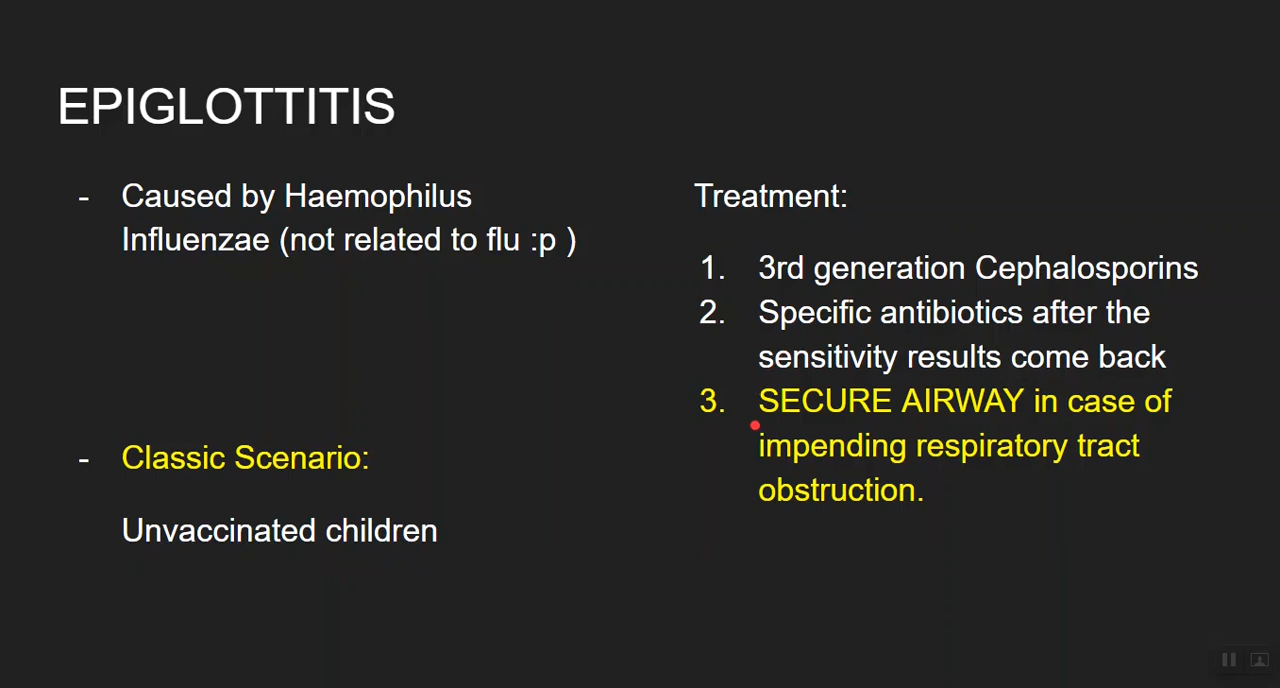 EPIGLOTTITIS
- Caused by Haemophilus
Influenzae (not related to flu :p )
- Classic Scenario:
Unvaccinated children
Treatment:
1. 3rd generation Cephalosporins
2. Specific antibiotics after the
sensitivity results come back
3. SECURE AIRWAY in case of
impending respiratory tract
obstruction.